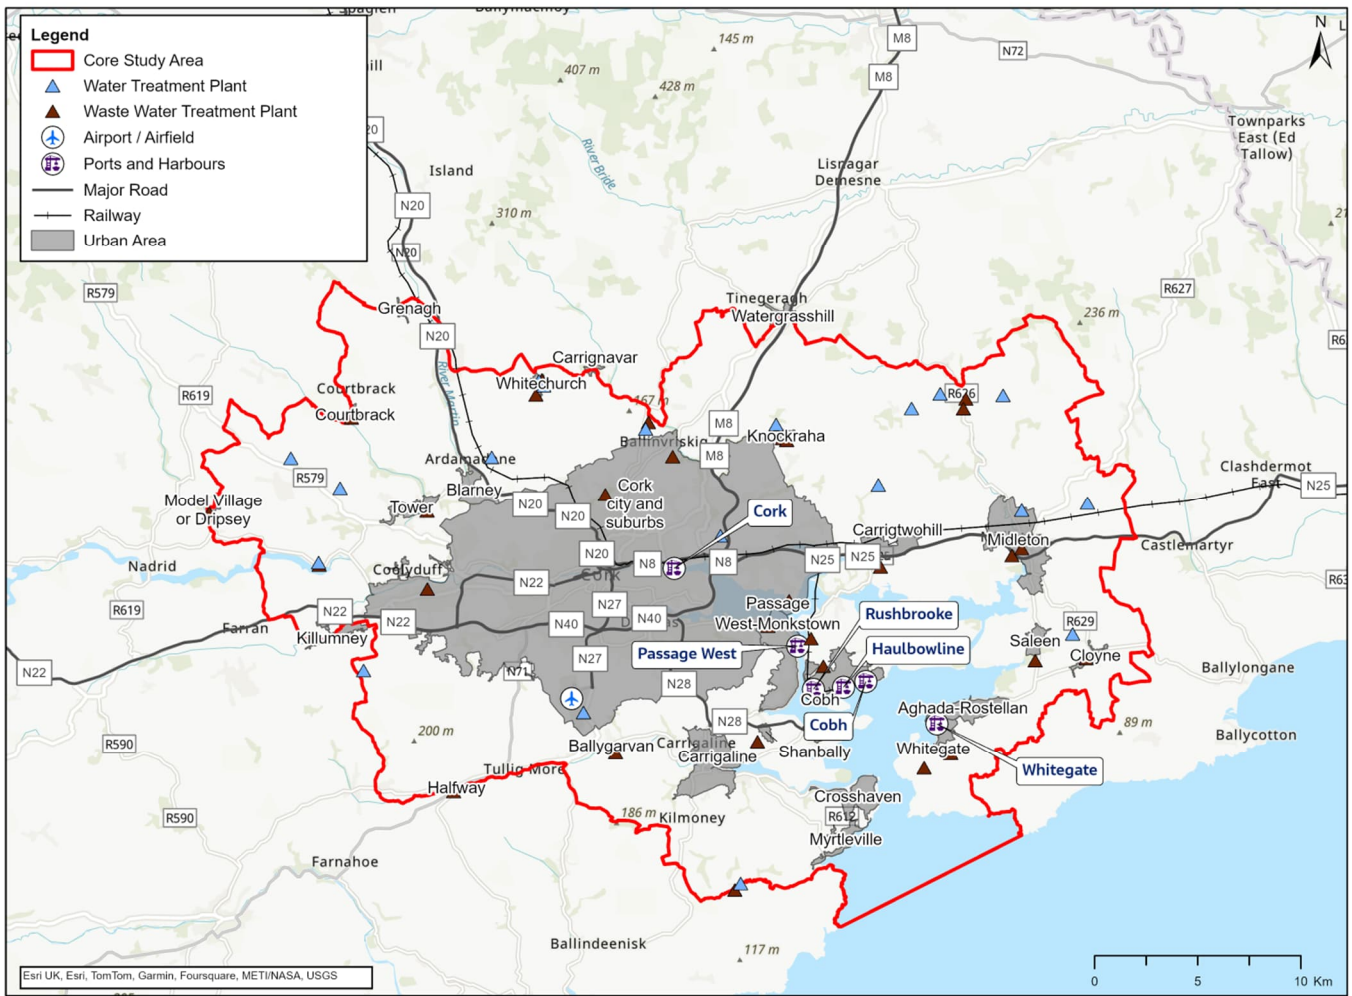 Legend
Core Study Area
Water Treatment Plant
Waste Water Treatment Plant
Airport / Airfield
Ports and Harbours
Major Road
Railway
Urban Area
N
145 m
M8
N72
407 m
M8
428 m
Townparks
East (Ed
Tallow)
20
River Bride
Island
Lisnagar
Demesne
N20
310 m
N20
R579
R627
Tinegeragh
Watergrasshill
Grenagh
236 m
N20
Carrignavar
Whitechurch
River Martin
Courtbrack
R619
R626
Courtbrack
167 m
M8
Knockraha
Ballinvriskig
M8
Ardamadane
Clashdermot
East
R579
N25
Blarney
Cork
city and
suburbs
Model Village
or Dripsey
Tower
N20
N20
Cork
Carrigtwohill
Midleton
Castlemartyr
N20
N8
N8
N25
N25
Nadrid
Coolyduff
Cork
N22
R619
N22
N22
N27
Passage
West-Monkstown
Rushbrooke
R629
Farran
Killumney
N40
N40
Saleen
Haulbowline
Passage West
Cloyne
N22
N71
N27
Ballylongane
N28
Cobh
Aghada-Rostellan
Cobh
N28
89 m
200 m
Ballycotton
R590
Ballygarvan
Carrigaline
Carrigaline
Shanbally
Whitegate
Tullig More
Whitegate
Halfway
Crosshaven
R590
186 m
Kilmoney
R612
Myrtleville
Farnahoe
Ballindeenisk
117 m
Esri UK, Esri, TomTom, Garmin, Foursquare, METI/NASA, USGS
0 5 10 Km